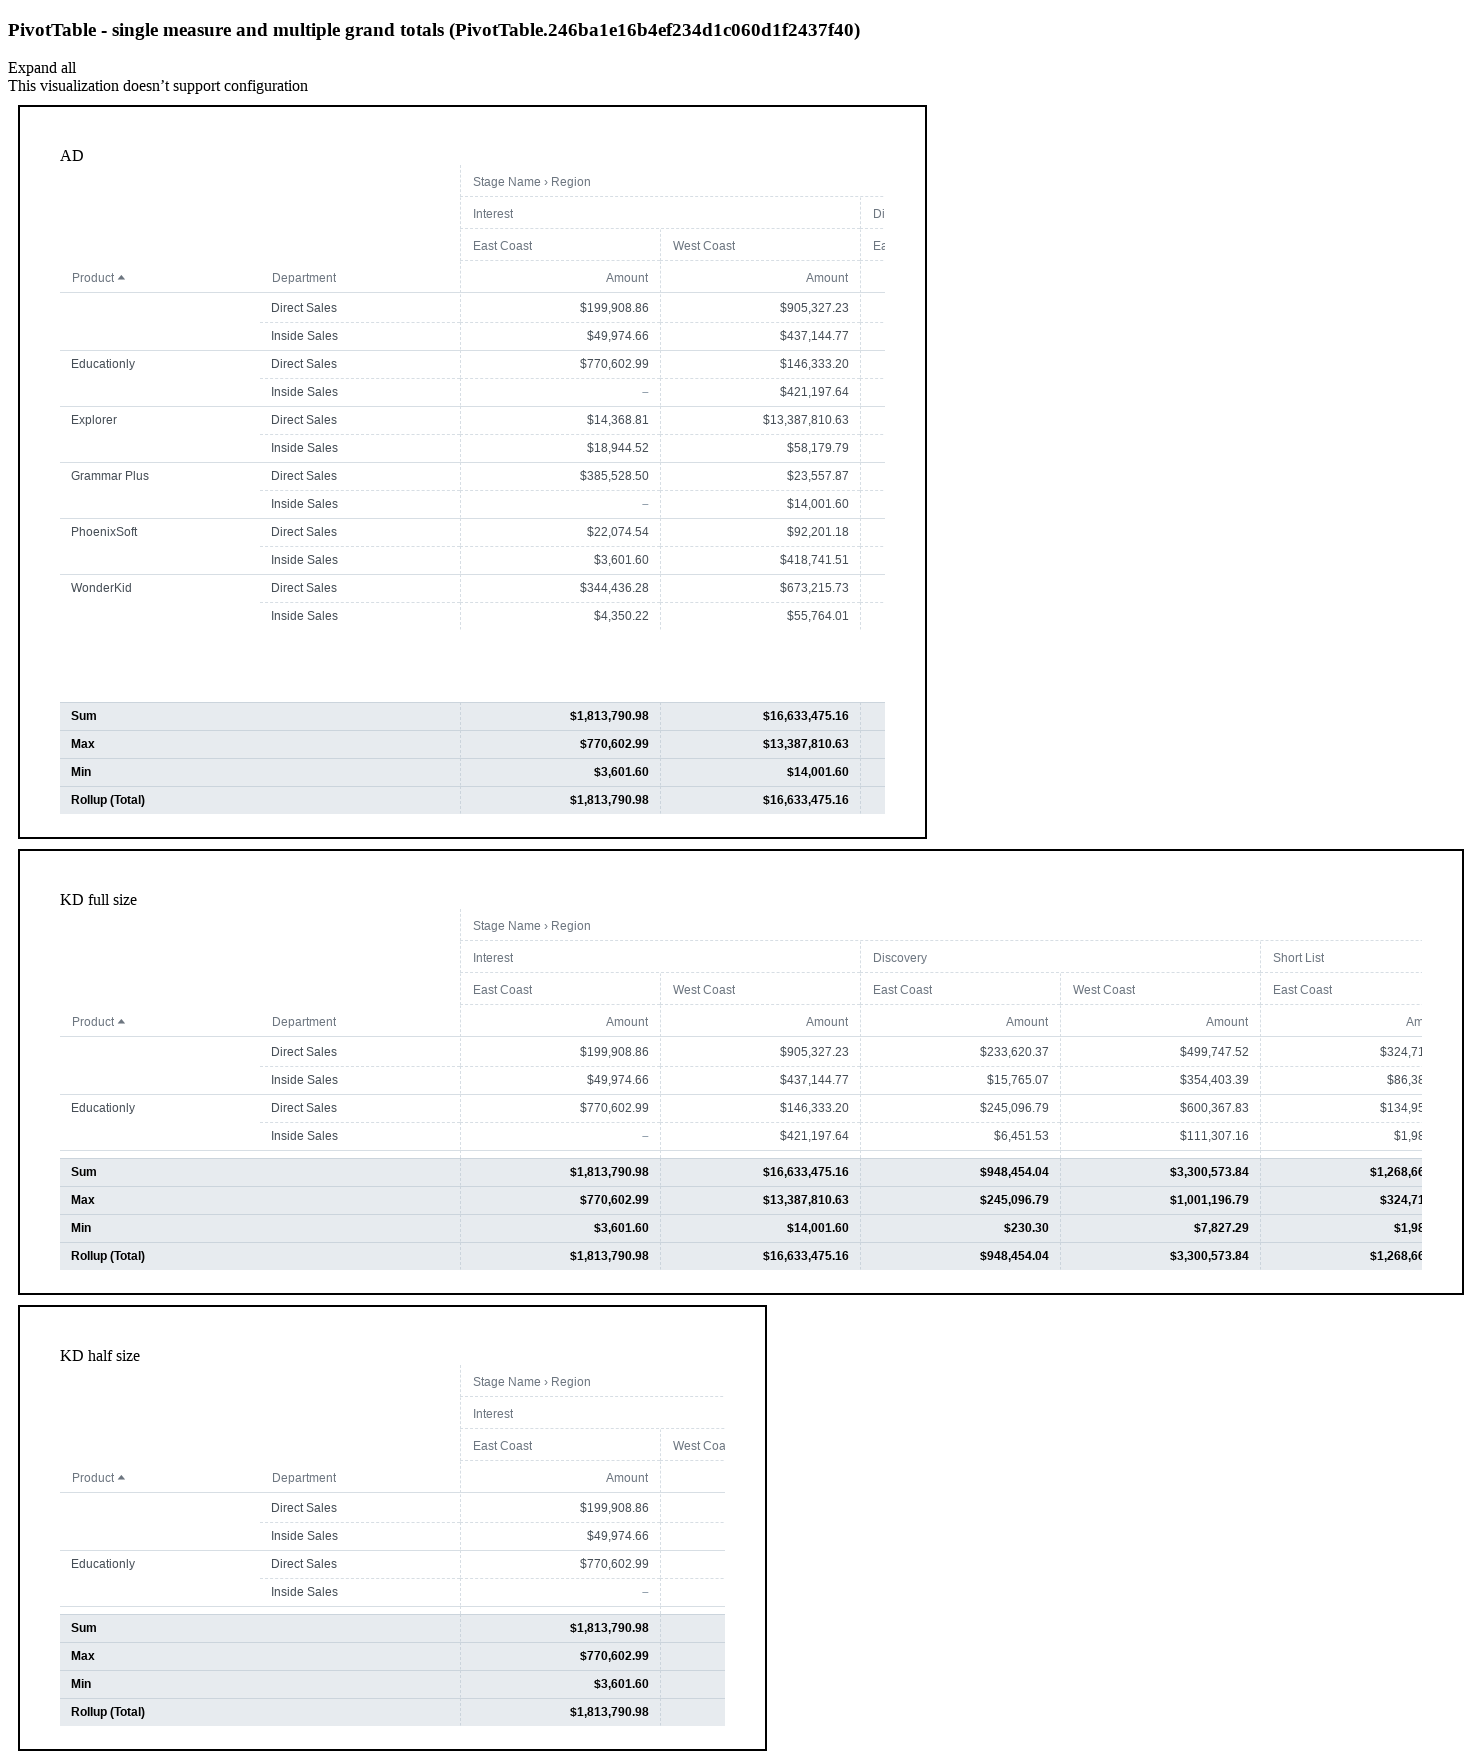 PivotTable - single measure and multiple grand totals (PivotTable.246ba1e16b4ef234d1c060d1f2437f40)
Expand all
This visualization doesn’t support configuration
AD
Stage Name › Region
Interest Di
East Coast West Coast Ea
Product Department Amount Amount
Direct Sales $199,908.86 $905,327.23
Inside Sales $49,974.66 $437,144.77
Educationly Direct Sales $770,602.99 $146,333.20
Inside Sales – $421,197.64
Explorer Direct Sales $14,368.81 $13,387,810.63
Inside Sales $18,944.52 $58,179.79
Grammar Plus Direct Sales $385,528.50 $23,557.87
Inside Sales – $14,001.60
PhoenixSoft Direct Sales $22,074.54 $92,201.18
Inside Sales $3,601.60 $418,741.51
WonderKid Direct Sales $344,436.28 $673,215.73
Inside Sales $4,350.22 $55,764.01
Sum $1,813,790.98 $16,633,475.16
Max $770,602.99 $13,387,810.63
Min $3,601.60 $14,001.60
Rollup (Total) $1,813,790.98 $16,633,475.16
KD full size
Stage Name › Region
Interest Discovery Short List
East Coast West Coast East Coast West Coast East Coast
Product Department Amount Amount Amount Amount Am
Direct Sales $199,908.86 $905,327.23 $233,620.37 $499,747.52 $324,71
Inside Sales $49,974.66 $437,144.77 $15,765.07 $354,403.39 $86,38
Educationly Direct Sales $770,602.99 $146,333.20 $245,096.79 $600,367.83 $134,95
Inside Sales – $421,197.64 $6,451.53 $111,307.16 $1,98
Sum $1,813,790.98 $16,633,475.16 $948,454.04 $3,300,573.84 $1,268,66
Max $770,602.99 $13,387,810.63 $245,096.79 $1,001,196.79 $324,71
Min $3,601.60 $14,001.60 $230.30 $7,827.29 $1,98
Rollup (Total) $1,813,790.98 $16,633,475.16 $948,454.04 $3,300,573.84 $1,268,66
KD half size
Stage Name › Region
Interest
East Coast West Coa
Product Department Amount
Direct Sales $199,908.86
Inside Sales $49,974.66
Educationly Direct Sales $770,602.99
Inside Sales –
Sum $1,813,790.98
Max $770,602.99
Min $3,601.60
Rollup (Total) $1,813,790.98